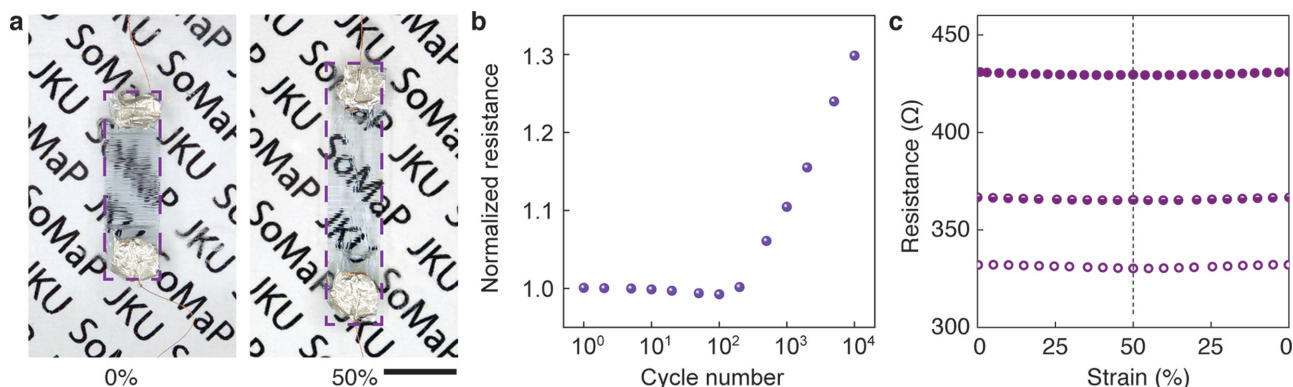 a
b
c
JKU SoMaP
0%
50%
Normalized resistance
1.3
1.2
1.1
1.0
10⁰ 10¹ 10² 10³ 10⁴
Cycle number
Resistance (Ω)
450
400
350
300
0 25 50 25 0
Strain (%)